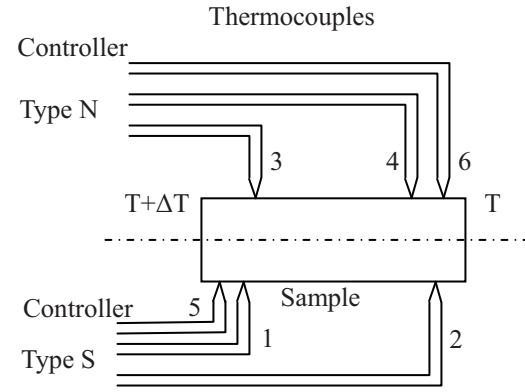 Thermocouples
Controller
Type N
3
4
6
T+ΔT
T
Sample
Controller
5
1
2
Type S